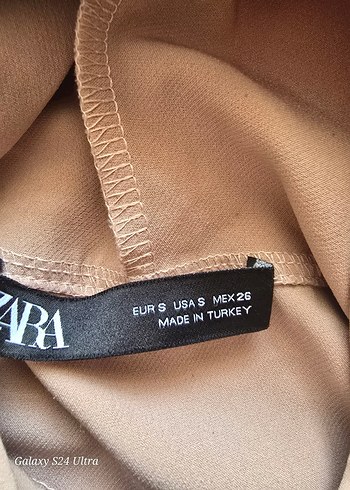 ZARA
EUR S USA S MEX 26
MADE IN TURKEY
Galaxy S24 Ultra